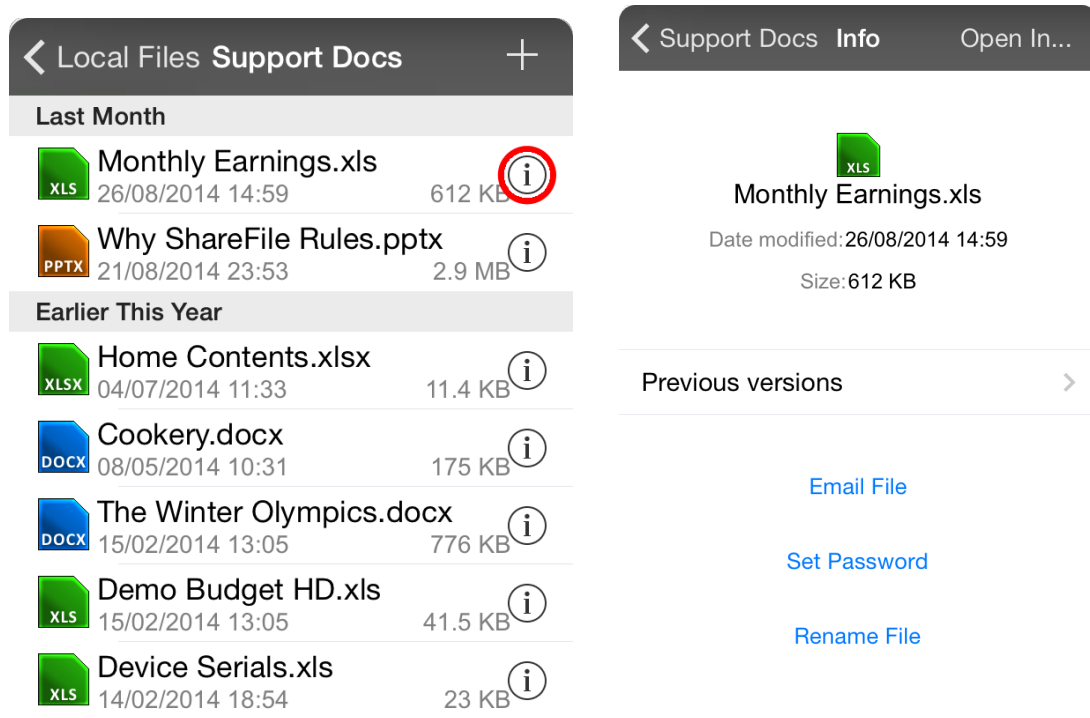 Local Files Support Docs
Last Month
XLS
Monthly Earnings.xls
26/08/2014 14:59 612 KB
i
PPTX
Why ShareFile Rules.pptx
21/08/2014 23:53 2.9 MB
i
Earlier This Year
XLSX
Home Contents.xlsx
04/07/2014 11:33 11.4 KB
i
DOCX
Cookery.docx
08/05/2014 10:31 175 KB
i
DOCX
The Winter Olympics.docx
15/02/2014 13:05 776 KB
i
XLS
Demo Budget HD.xls
15/02/2014 13:05 41.5 KB
i
XLS
Device Serials.xls
14/02/2014 18:54 23 KB
i
Support Docs Info Open In...
XLS
Monthly Earnings.xls
Date modified: 26/08/2014 14:59
Size: 612 KB
Previous versions
Email File
Set Password
Rename File